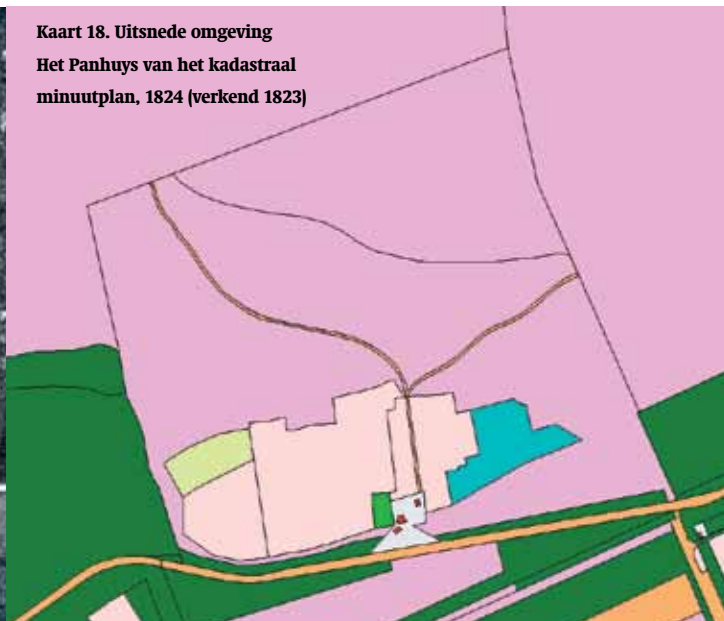 Kaart 18. Uitsnede omgeving
Het Panhuys van het kadastraal
minuutplan, 1824 (verkend 1823)